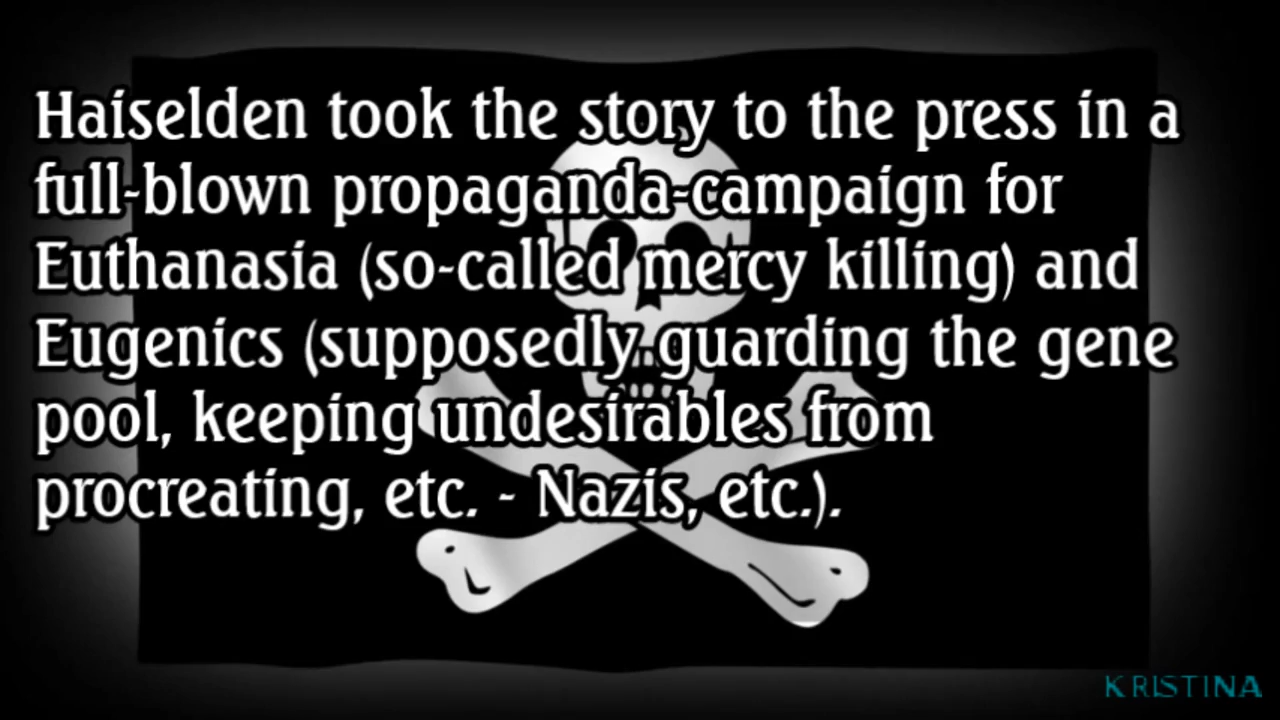 Haiselden took the story to the press in a
full-blown propaganda-campaign for
Euthanasia (so-called mercy killing) and
Eugenics (supposedly guarding the gene
pool, keeping undesirables from
procreating, etc. - Nazis, etc.).
KRISTINA